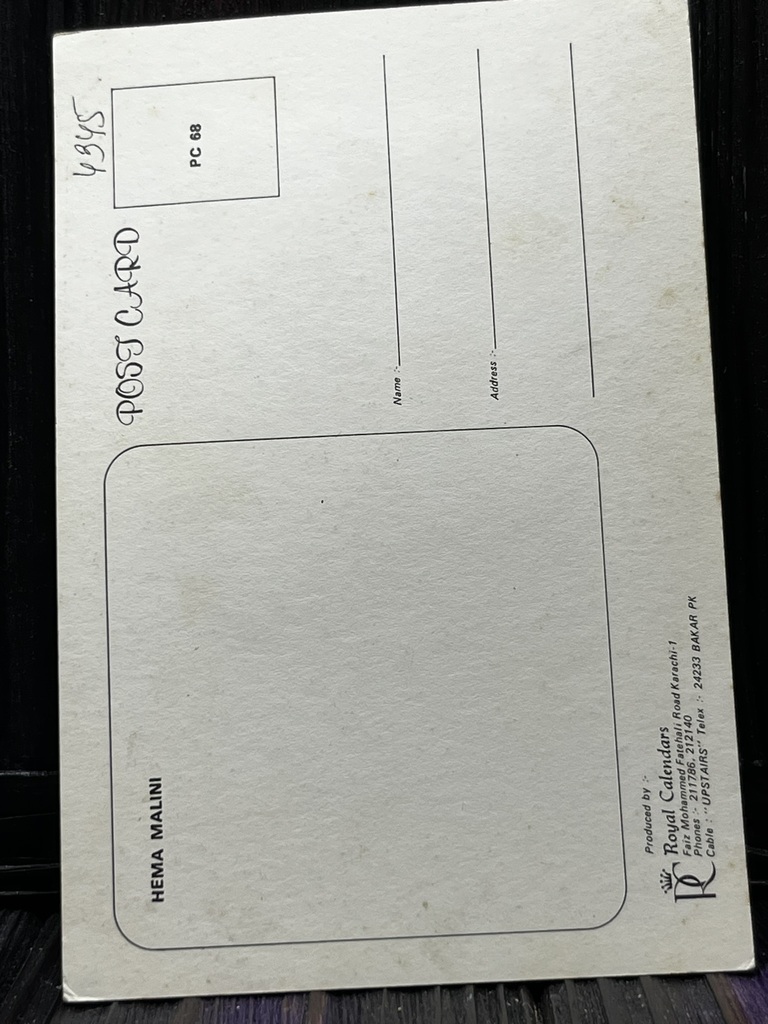 4345
POST CARD
PC 68
HEMA MALINI
Name :-
Address :-
Produced by :-
RC Royal Calendars
Faiz Mohammed Fatehali Road Karachi-1
Phones :- 211786, 212140
Cable : "UPSTAIRS" Telex :- 24233 BAKAR PK